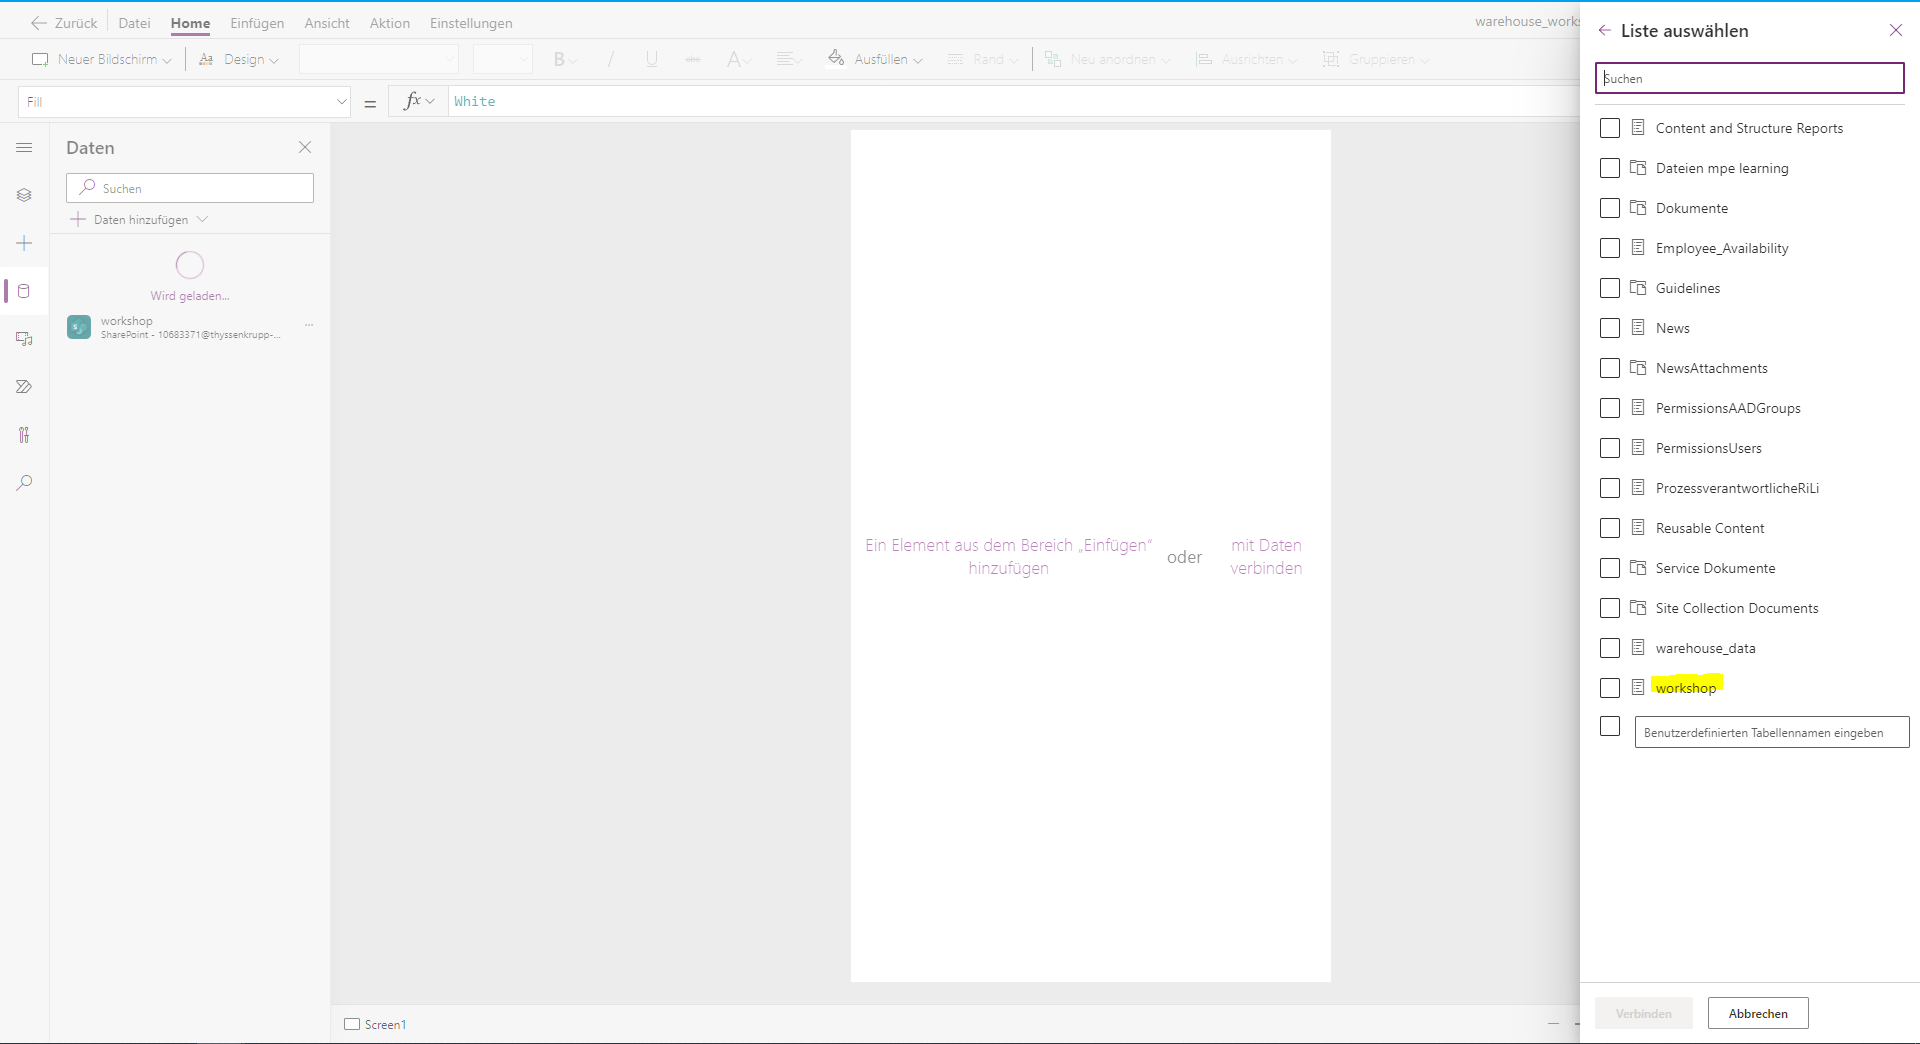 Zurück
Datei
Home
Einfügen
Ansicht
Aktion
Einstellungen
warehouse_works
Neuer Bildschirm
Design
Ausfüllen
Rand
Neu anordnen
Ausrichten
Gruppieren
Fill
=
fx
White
Daten
Suchen
Daten hinzufügen
Wird geladen...
workshop
SharePoint - 10683371@thyssenkrupp-...
Ein Element aus dem Bereich „Einfügen“
hinzufügen
oder
mit Daten
verbinden
Screen1
Liste auswählen
Suchen
Content and Structure Reports
Dateien mpe learning
Dokumente
Employee_Availability
Guidelines
News
NewsAttachments
PermissionsAADGroups
PermissionsUsers
ProzessverantwortlicheRiLi
Reusable Content
Service Dokumente
Site Collection Documents
warehouse_data
workshop
Benutzerdefinierten Tabellennamen eingeben
Verbinden
Abbrechen